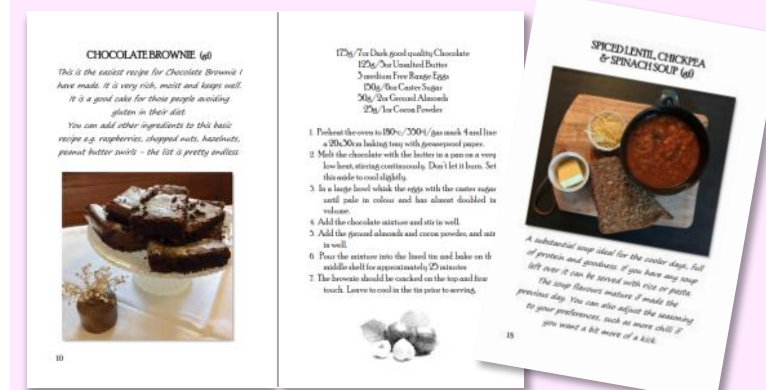 CHOCOLATE BROWNIE (gf)
This is the easiest recipe for Chocolate Brownie I
have made. It is very rich, moist and keeps well.
It is a good cake for those people avoiding
gluten in their diet.
You can add other ingredients to this basic
recipe e.g. raspberries, chopped nuts, hazelnuts,
peanut butter swirls - the list is pretty endless.
10
175g/7oz Dark good quality Chocolate
125g/5oz Unsalted Butter
3 medium Free Range Eggs
150g/6oz Caster Sugar
50g/2oz Ground Almonds
25g/1oz Cocoa Powder
1. Preheat the oven to 180°c/350°f/gas mark 4 and line
a 20x30cm baking tray with greaseproof paper.
2. Melt the chocolate with the butter in a pan on a very
low heat, stirring continuously. Don't let it burn. Set
this aside to cool slightly.
3. In a large bowl whisk the eggs with the caster sugar
until pale in colour and has almost doubled in
volume.
4. Add the chocolate mixture and stir in well.
5. Add the ground almonds and cocoa powder, and stir
in well.
6. Pour the mixture into the lined tin and bake on th
middle shelf for approximately 25 minutes
7. The brownie should be cracked on the top and firm
touch. Leave to cool in the tin prior to serving.
SPICED LENTIL, CHICKPEA
& SPINACH SOUP (gf)
A substantial soup ideal for the cooler days, full
of protein and goodness. If you have any soup
left over it can be served with rice or pasta.
The soup flavours mature if made the
previous day. You can also adjust the seasoning
to your preferences, such as more chilli if
you want a bit more of a kick.